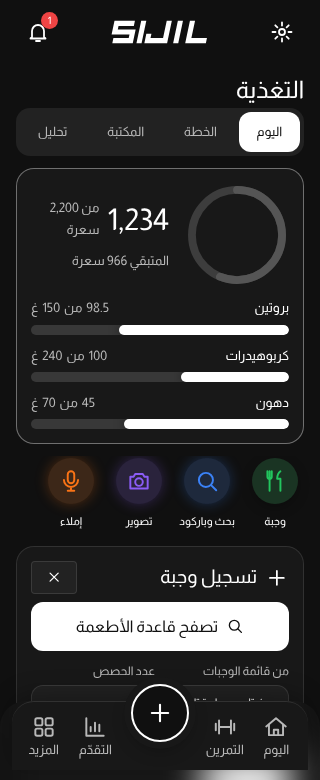 1
SIJIL
التغذية
اليوم
الخطة
المكتبة
تحليل
1,234
من 2,200
سعرة
المتبقي 966 سعرة
بروتين
98.5 من 150 غ
كربوهيدرات
100 من 240 غ
دهون
45 من 70 غ
وجبة
بحث وباركود
تصوير
إملاء
تسجيل وجبة
تصفح قاعدة الأطعمة
من قائمة الوجبات
عدد الحصص
اليوم
التمرين
التقدّم
المزيد